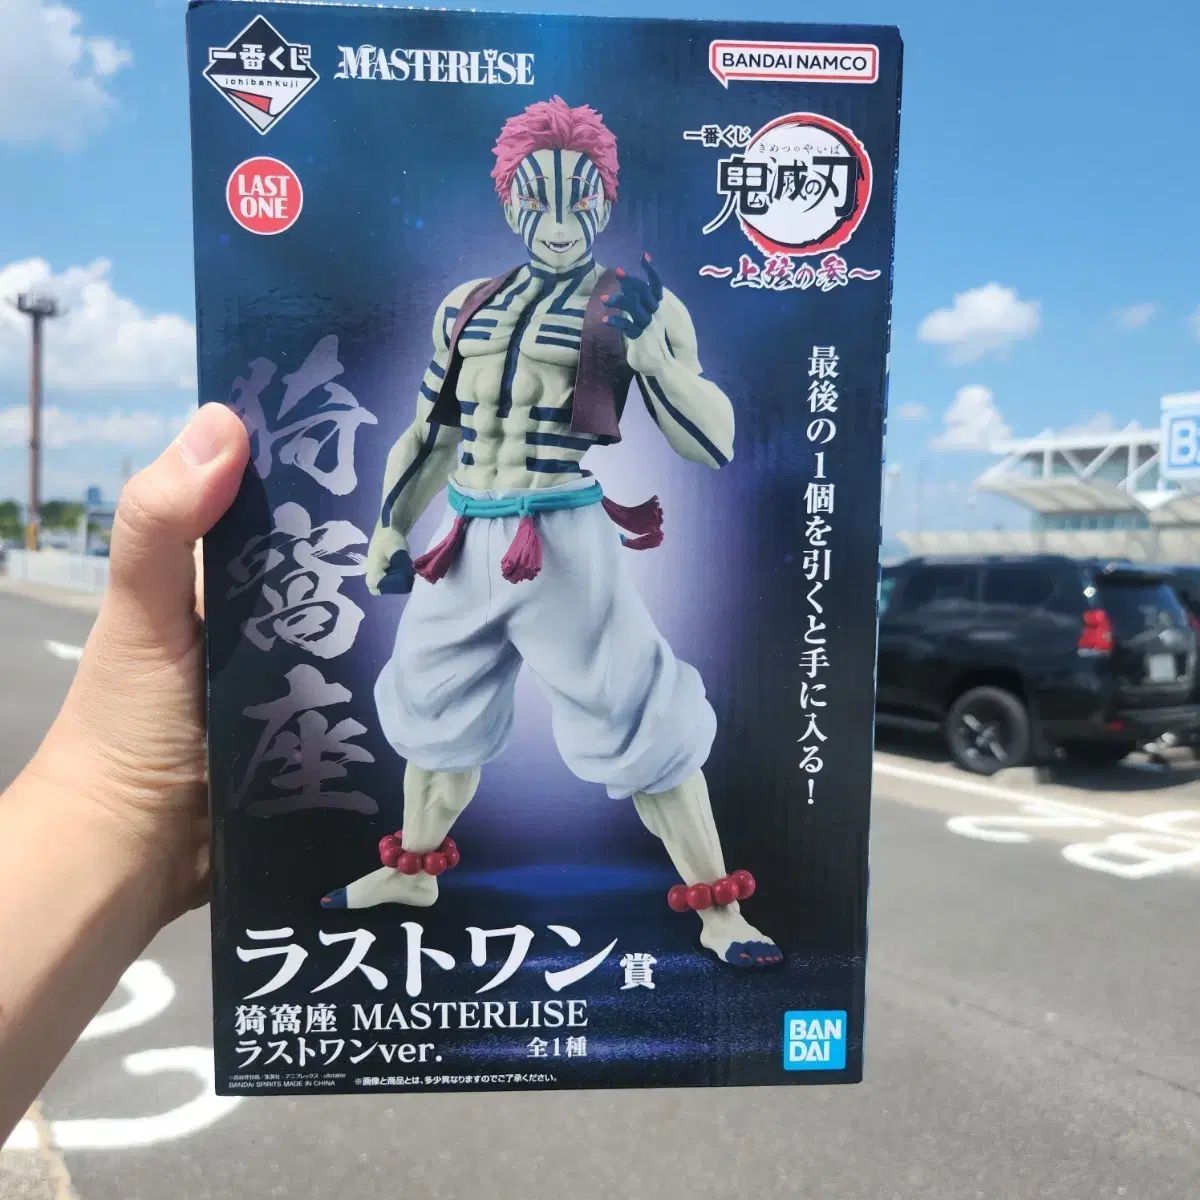 一番くじ
ichibankuji
MASTERLISE
BANDAI NAMCO
LAST
ONE
一番くじ
きめつのやいば
鬼滅の刃
～上弦の参～
猗窩座
最後の1個を引くと手に入る!
ラストワン賞
猗窩座 MASTERLISE
ラストワンver. 全1種
BANDAI SPIRITS MADE IN CHINA
※画像と商品とは、多少異なりますのでご了承ください。
BAN
DAI